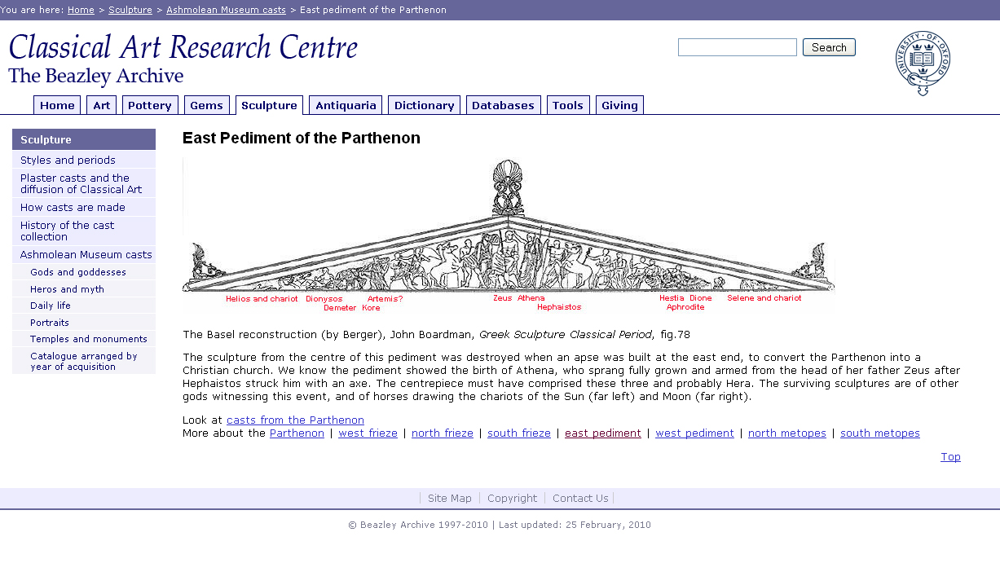 You are here: Home > Sculpture > Ashmolean Museum casts > East pediment of the Parthenon
Classical Art Research Centre
The Beazley Archive
Search
UNIVERSITY OF OXFORD
Home Art Pottery Gems Sculpture Antiquaria Dictionary Databases Tools Giving
Sculpture
Styles and periods
Plaster casts and the
diffusion of Classical Art
How casts are made
History of the cast
collection
Ashmolean Museum casts
Gods and goddesses
Heros and myth
Daily life
Portraits
Temples and monuments
Catalogue arranged by
year of acquisition
East Pediment of the Parthenon
Helios and chariot Dionysos Artemis? Zeus Athena Hestia Dione Selene and chariot
Demeter Kore Hephaistos Aphrodite
The Basel reconstruction (by Berger), John Boardman, Greek Sculpture Classical Period, fig.78
The sculpture from the centre of this pediment was destroyed when an apse was built at the east end, to convert the Parthenon into a
Christian church. We know the pediment showed the birth of Athena, who sprang fully grown and armed from the head of her father Zeus after
Hephaistos struck him with an axe. The centrepiece must have comprised these three and probably Hera. The surviving sculptures are of other
gods witnessing this event, and of horses drawing the chariots of the Sun (far left) and Moon (far right).
Look at casts from the Parthenon
More about the Parthenon | west frieze | north frieze | south frieze | east pediment | west pediment | north metopes | south metopes
Top
Site Map | Copyright | Contact Us
© Beazley Archive 1997-2010 | Last updated: 25 February, 2010